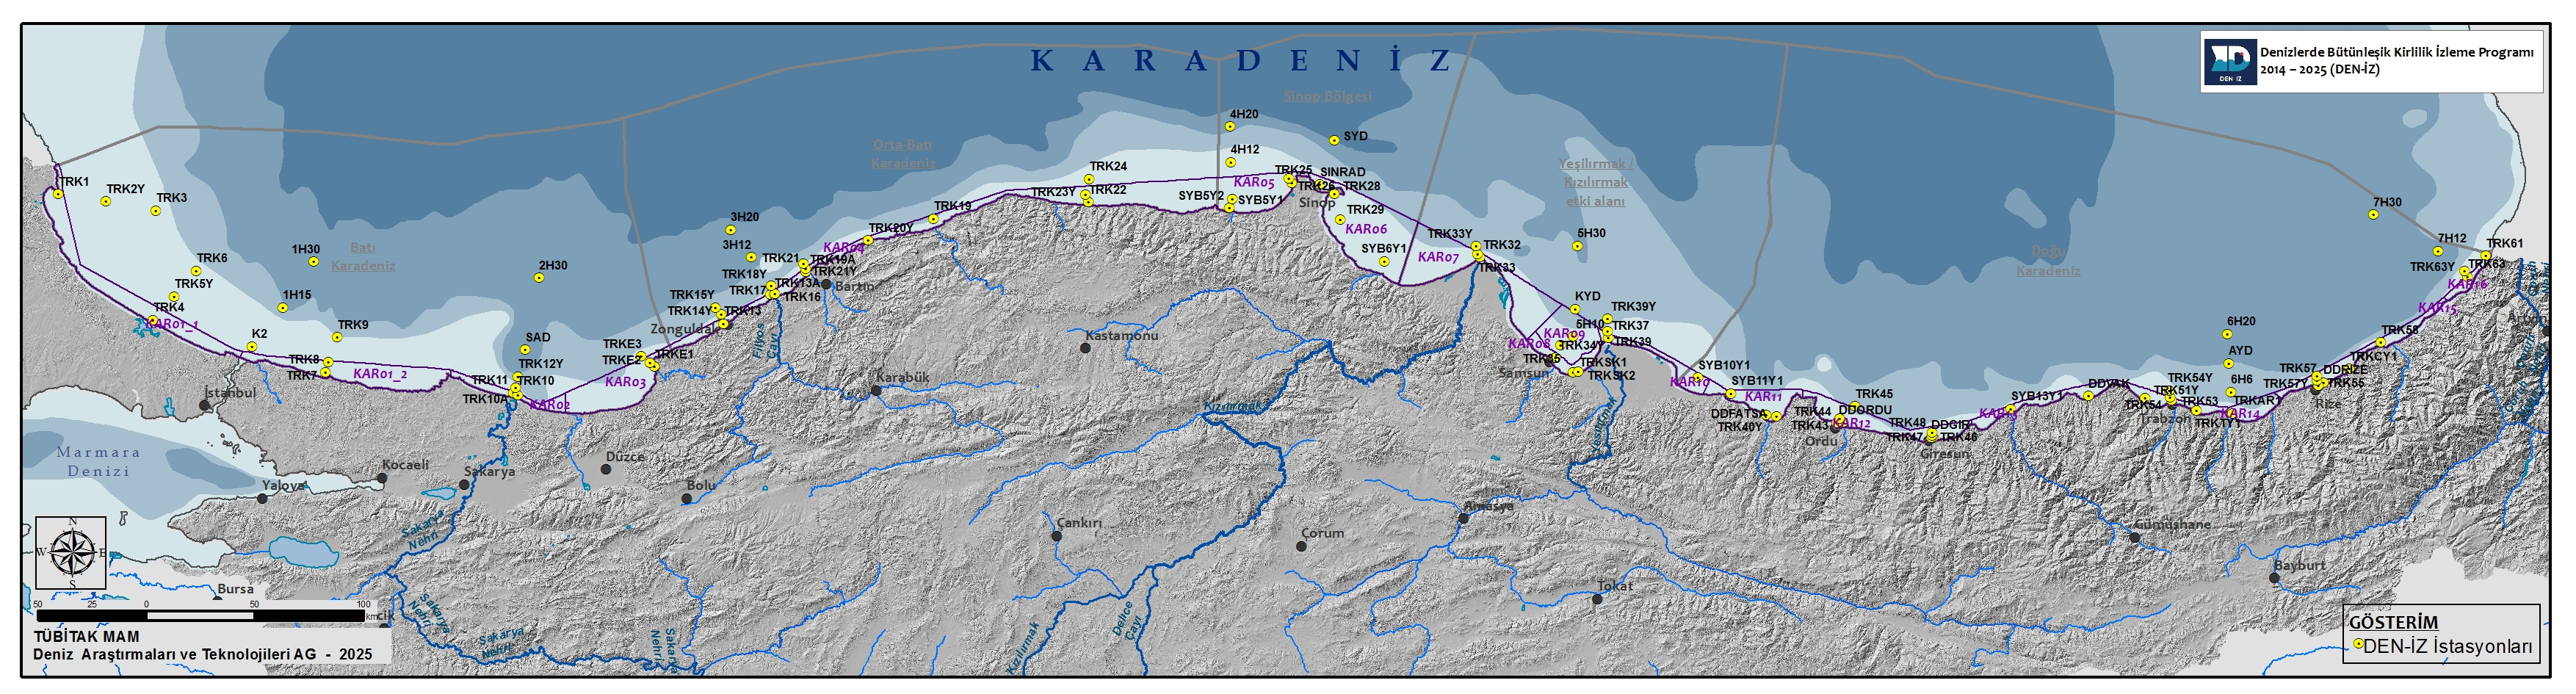 K A R A D E N İ Z
Denizlerde Bütünleşik Kirlilik İzleme Programı
2014 – 2025 (DEN-İZ)
DEN-İZ
Sinop Bölgesi
Orta-Batı
Karadeniz
Yeşilırmak /
Kızılırmak
etki alanı
Batı
Karadeniz
Doğu
Karadeniz
TRK1
TRK2Y
TRK3
TRK6
TRK5Y
TRK4
KAR01_1
1H30
1H15
K2
TRK9
TRK8
TRK7
KAR01_2
2H30
SAD
TRK12Y
TRK11
TRK10
TRK10A
KAR02
KAR03
TRKE3
TRKE2
TRKE1
3H20
3H12
TRK15Y
TRK14Y
TRK13
Zonguldak
TRK18Y
TRK17
TRK13A
TRK16
TRK21
TRK19A
TRK21Y
KAR04
Bartın
TRK20Y
TRK19
TRK24
TRK23Y
TRK22
4H20
4H12
SYD
SYB5Y2
SYB5Y1
KAR05
TRK25
SINRAD
TRK26
TRK28
Sinop
TRK29
KAR06
SYB6Y1
KAR07
TRK33Y
TRK32
TRK33
5H30
KYD
TRK39Y
5H10
TRK37
KAR09
KAR08
TRK34Y
TRK39
TRK35
TRKSK1
TRKSK2
Samsun
SYB10Y1
KAR10
SYB11Y1
KAR11
DDFATSA
TRK40Y
TRK45
TRK44
DDORDU
TRK43
KAR12
Ordu
TRK48
DDGIR
TRK47
TRK46
Giresun
SYB13Y1
DDVAK
TRK54Y
TRK51Y
TRK54
TRK53
Trabzon
TRKTY1
6H20
AYD
6H6
TRKAR1
KAR14
TRK57
DDRIZE
TRK57Y
TRK55
Rize
TRKCY1
TRK58
KAR15
KAR16
7H30
7H12
TRK61
TRK63Y
TRK63
İstanbul
Marmara
Denizi
Kocaeli
Yalova
Sakarya
Düzce
Bolu
Bursa
Karabük
Kastamonu
Çankırı
Çorum
Amasya
Tokat
Gümüşhane
Bayburt
Filyos
Çayı
Kızılırmak
Yeşilırmak
Sakarya
Nehri
Sakarya
Nehri
Sakarya
Nehri
Sakarya
Nehri
Kızılırmak
Delice
Çayı
N
W
E
S
50 25 0 50 100
km
TÜBİTAK MAM
Deniz Araştırmaları ve Teknolojileri AG - 2025
GÖSTERİM
DEN-İZ İstasyonları